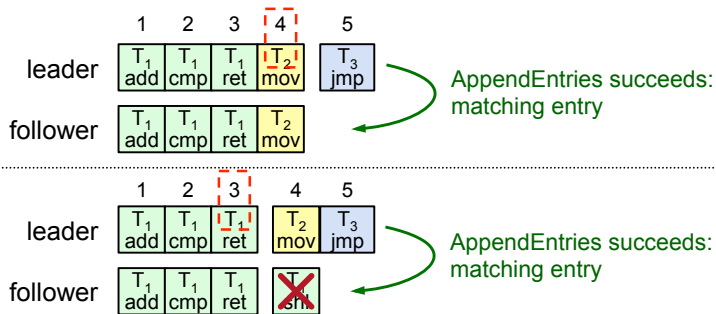 1 2 3 4 5
leader T1 add T1 cmp T1 ret T2 mov T3 jmp
AppendEntries succeeds:
matching entry
follower T1 add T1 cmp T1 ret T2 mov
1 2 3 4 5
leader T1 add T1 cmp T1 ret T2 mov T3 jmp
AppendEntries succeeds:
matching entry
follower T1 add T1 cmp T1 ret